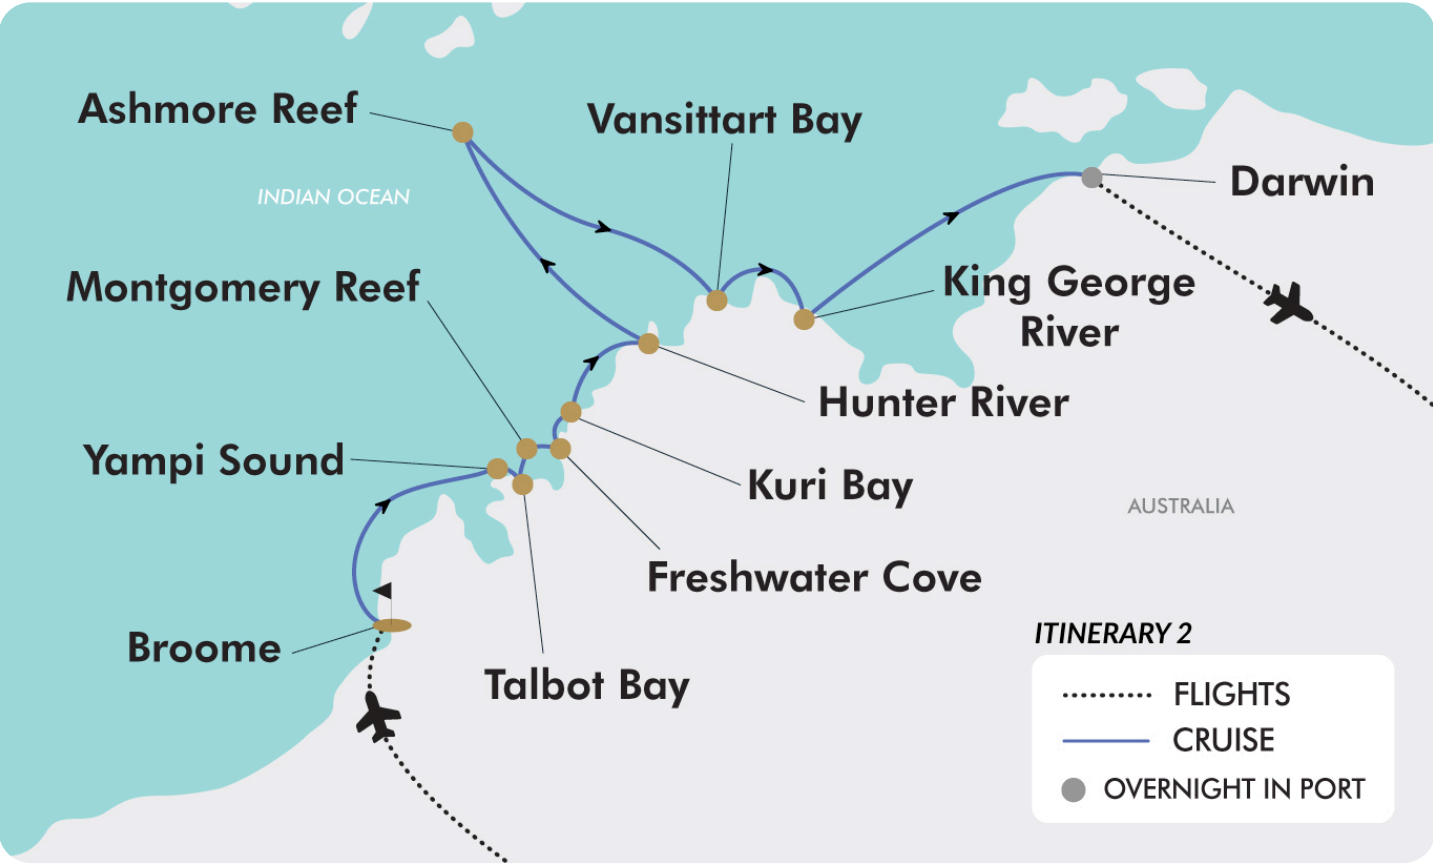 Ashmore Reef
Vansittart Bay
Darwin
INDIAN OCEAN
Montgomery Reef
King George
River
Hunter River
Yampi Sound
Kuri Bay
AUSTRALIA
Freshwater Cove
Broome
Talbot Bay
ITINERARY 2
FLIGHTS
CRUISE
OVERNIGHT IN PORT